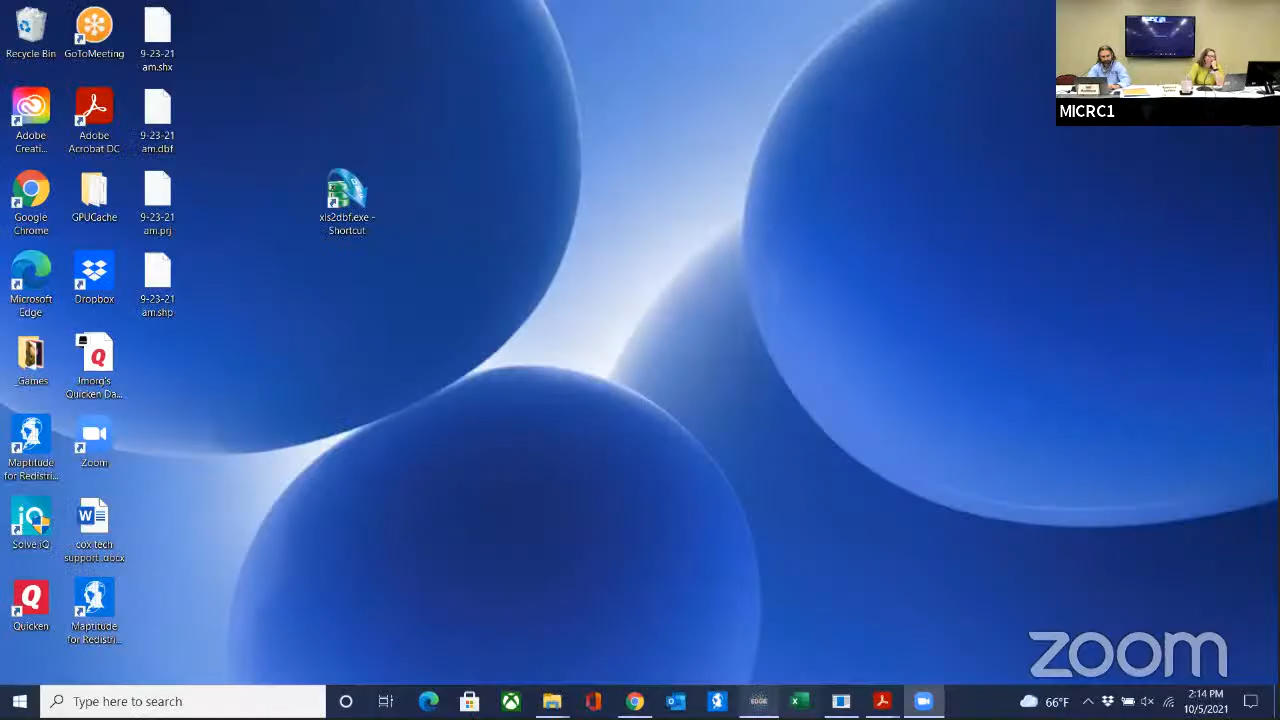 Recycle Bin
GoToMeeting
9-23-21
am.shx
MICRC1
Adobe
Creati...
Adobe
Acrobat DC
9-23-21
am.dbf
Google
Chrome
GPUCache
9-23-21
am.prj
xls2dbf.exe -
Shortcut
Microsoft
Edge
Dropbox
9-23-21
am.shp
_Games
Jmorg's
Quicken Da...
Maptitude
for Redistri...
Zoom
Solve iQ
cox tech
support .docx
Quicken
Maptitude
for Redistri...
zoom
Type here to search
EDGE
66°F
2:14 PM
10/5/2021